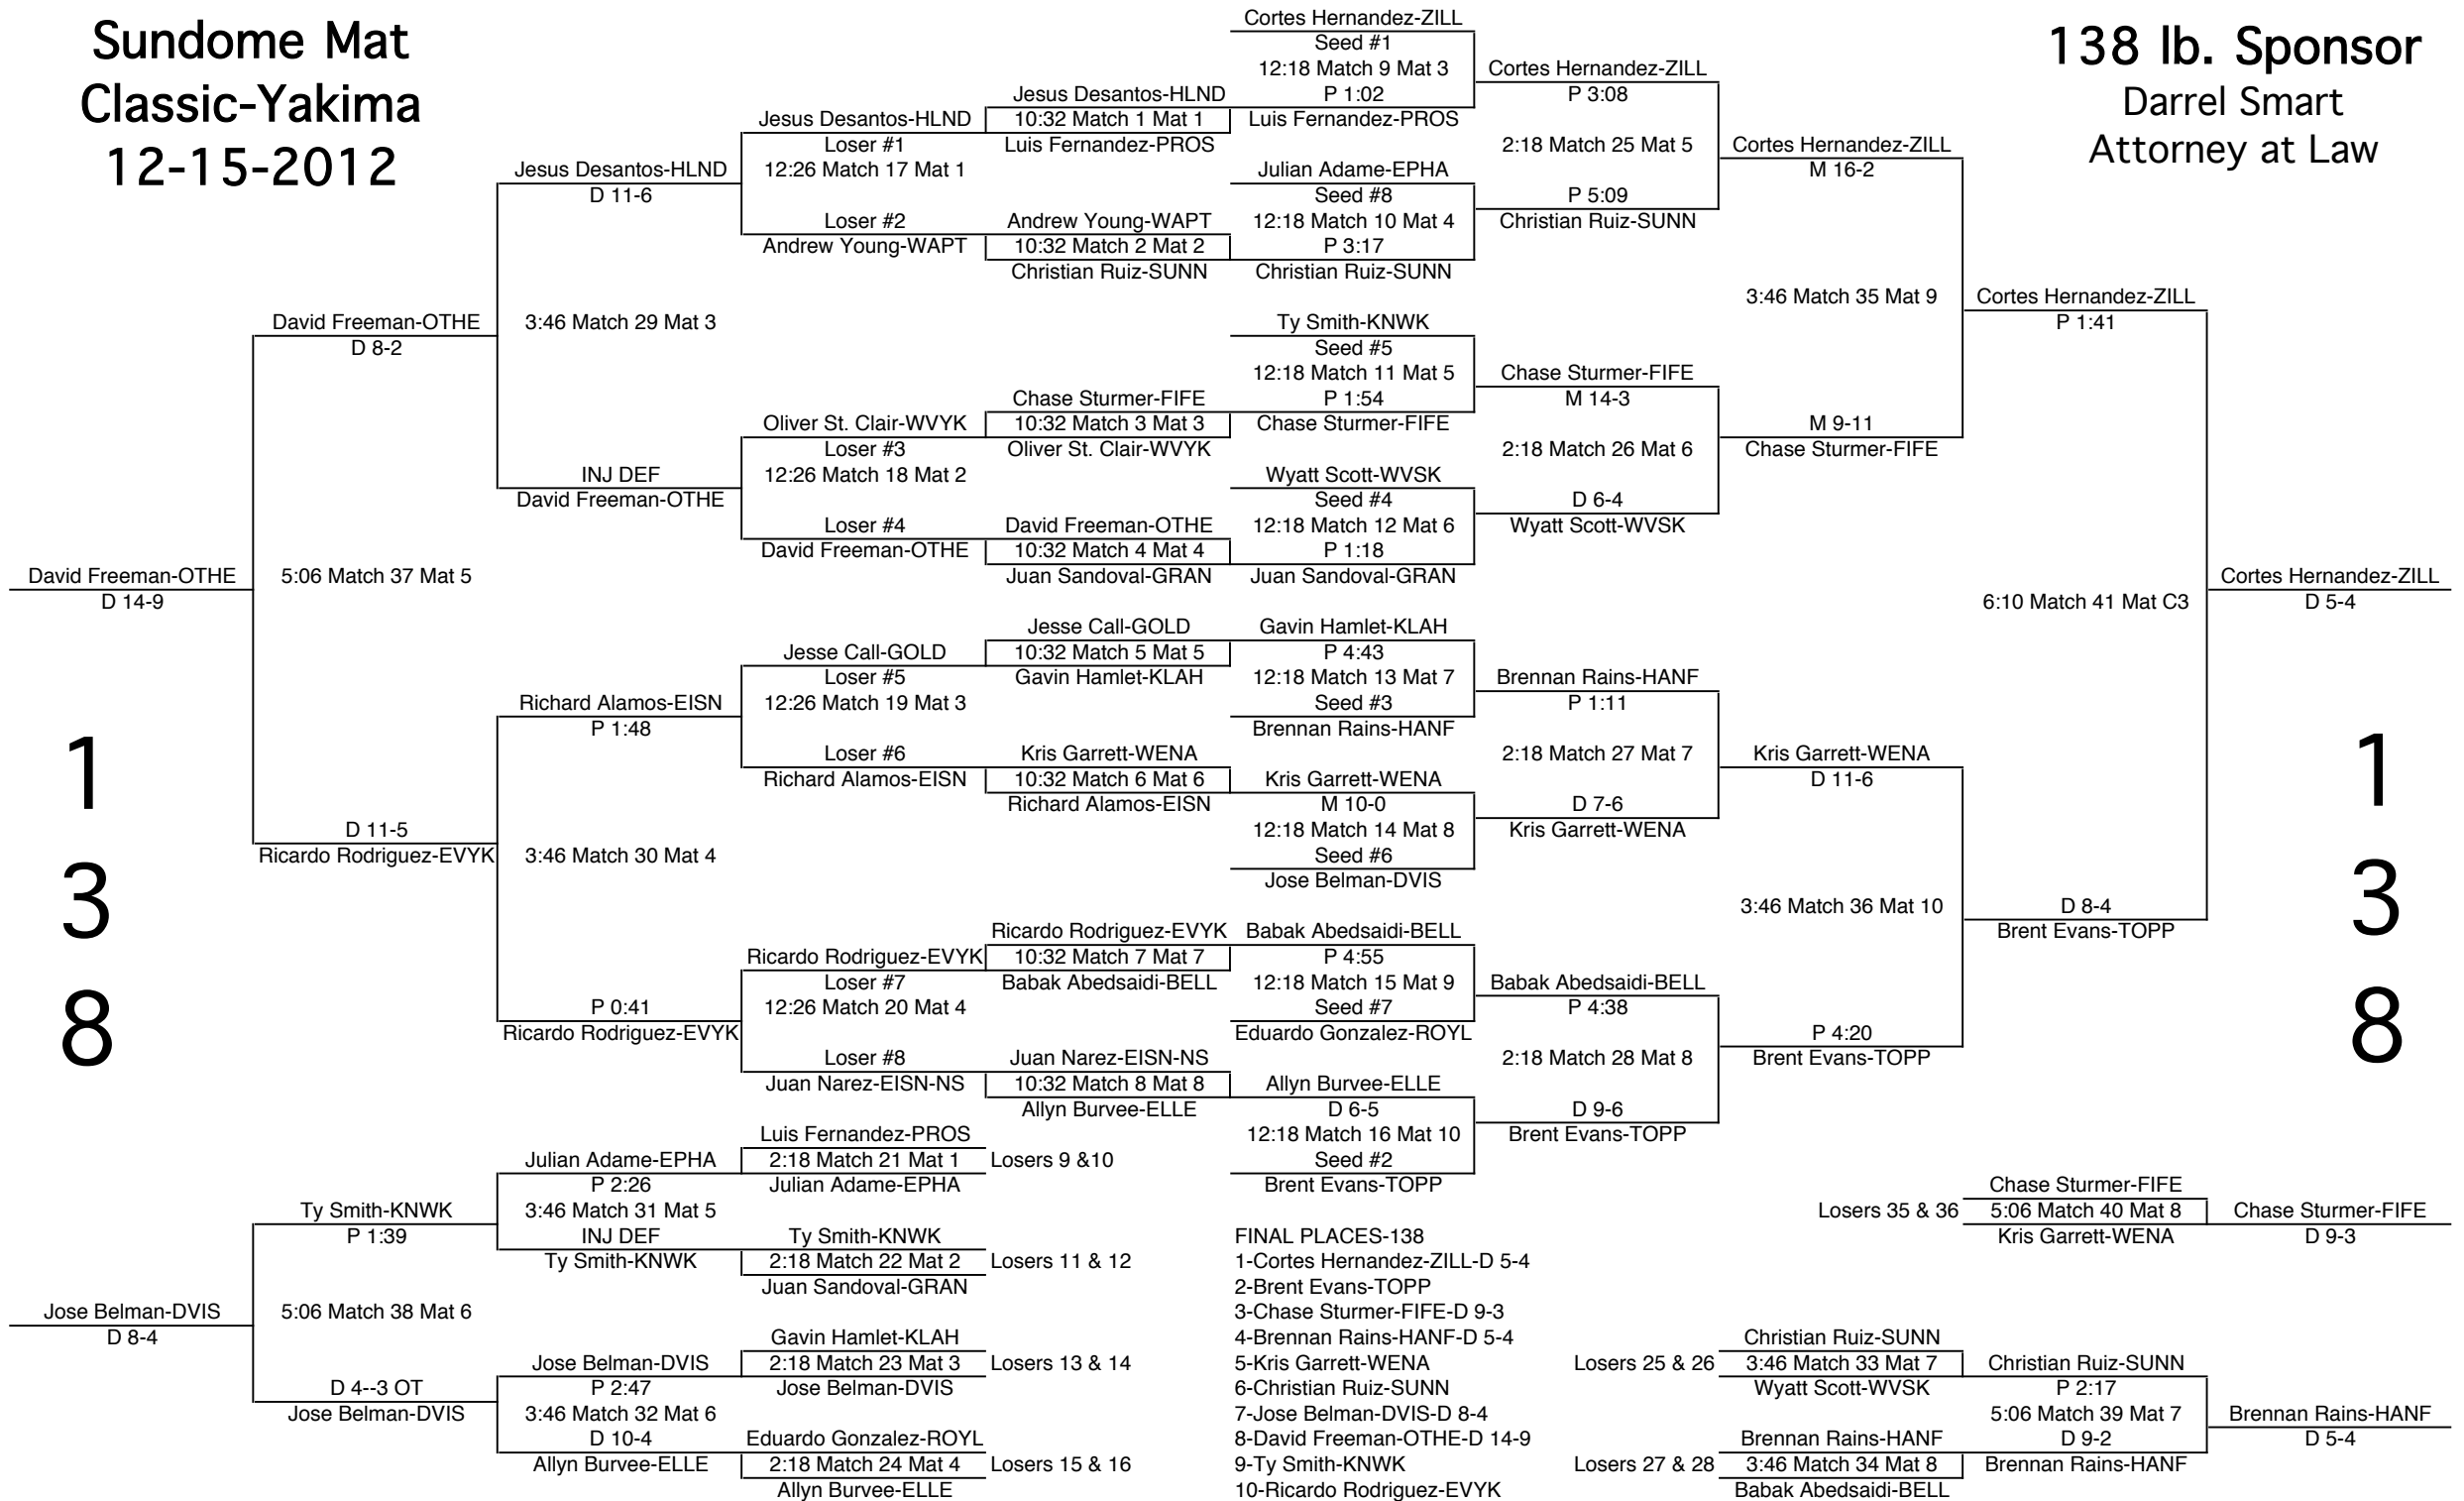 Sundome Mat
Classic-Yakima
12-15-2012
138 lb. Sponsor
Darrel Smart
Attorney at Law
Cortes Hernandez-ZILL
Seed #1
12:18 Match 9 Mat 3
P 1:02
Luis Fernandez-PROS
Julian Adame-EPHA
Seed #8
12:18 Match 10 Mat 4
P 3:17
Christian Ruiz-SUNN
Ty Smith-KNWK
Seed #5
12:18 Match 11 Mat 5
P 1:54
Chase Sturmer-FIFE
Wyatt Scott-WVSK
Seed #4
12:18 Match 12 Mat 6
P 1:18
Juan Sandoval-GRAN
Gavin Hamlet-KLAH
P 4:43
12:18 Match 13 Mat 7
Seed #3
Brennan Rains-HANF
Kris Garrett-WENA
M 10-0
12:18 Match 14 Mat 8
Seed #6
Jose Belman-DVIS
Babak Abedsaidi-BELL
P 4:55
12:18 Match 15 Mat 9
Seed #7
Eduardo Gonzalez-ROYL
Allyn Burvee-ELLE
D 6-5
12:18 Match 16 Mat 10
Seed #2
Brent Evans-TOPP
Jesus Desantos-HLND
10:32 Match 1 Mat 1
Luis Fernandez-PROS
Andrew Young-WAPT
10:32 Match 2 Mat 2
Christian Ruiz-SUNN
Chase Sturmer-FIFE
10:32 Match 3 Mat 3
Oliver St. Clair-WVYK
David Freeman-OTHE
10:32 Match 4 Mat 4
Juan Sandoval-GRAN
Jesse Call-GOLD
10:32 Match 5 Mat 5
Gavin Hamlet-KLAH
Kris Garrett-WENA
10:32 Match 6 Mat 6
Richard Alamos-EISN
Ricardo Rodriguez-EVYK
10:32 Match 7 Mat 7
Babak Abedsaidi-BELL
Juan Narez-EISN-NS
10:32 Match 8 Mat 8
Allyn Burvee-ELLE
Jesus Desantos-HLND
Loser #1
12:26 Match 17 Mat 1
Loser #2
Andrew Young-WAPT
Oliver St. Clair-WVYK
Loser #3
12:26 Match 18 Mat 2
Loser #4
David Freeman-OTHE
Jesse Call-GOLD
Loser #5
12:26 Match 19 Mat 3
Loser #6
Richard Alamos-EISN
Ricardo Rodriguez-EVYK
Loser #7
12:26 Match 20 Mat 4
Loser #8
Juan Narez-EISN-NS
Jesus Desantos-HLND
D 11-6
3:46 Match 29 Mat 3
INJ DEF
David Freeman-OTHE
Richard Alamos-EISN
P 1:48
3:46 Match 30 Mat 4
P 0:41
Ricardo Rodriguez-EVYK
David Freeman-OTHE
D 8-2
5:06 Match 37 Mat 5
D 11-5
Ricardo Rodriguez-EVYK
David Freeman-OTHE
D 14-9
Cortes Hernandez-ZILL
P 3:08
2:18 Match 25 Mat 5
P 5:09
Christian Ruiz-SUNN
Chase Sturmer-FIFE
M 14-3
2:18 Match 26 Mat 6
D 6-4
Wyatt Scott-WVSK
Brennan Rains-HANF
P 1:11
2:18 Match 27 Mat 7
D 7-6
Kris Garrett-WENA
Babak Abedsaidi-BELL
P 4:38
2:18 Match 28 Mat 8
D 9-6
Brent Evans-TOPP
Cortes Hernandez-ZILL
M 16-2
3:46 Match 35 Mat 9
M 9-11
Chase Sturmer-FIFE
Kris Garrett-WENA
D 11-6
3:46 Match 36 Mat 10
P 4:20
Brent Evans-TOPP
Cortes Hernandez-ZILL
P 1:41
6:10 Match 41 Mat C3
D 8-4
Brent Evans-TOPP
Cortes Hernandez-ZILL
D 5-4
1
3
8
1
3
8
Luis Fernandez-PROS
2:18 Match 21 Mat 1
Losers 9 &10
Julian Adame-EPHA
Ty Smith-KNWK
2:18 Match 22 Mat 2
Losers 11 & 12
Juan Sandoval-GRAN
Gavin Hamlet-KLAH
2:18 Match 23 Mat 3
Losers 13 & 14
Jose Belman-DVIS
Eduardo Gonzalez-ROYL
2:18 Match 24 Mat 4
Losers 15 & 16
Allyn Burvee-ELLE
Julian Adame-EPHA
P 2:26
3:46 Match 31 Mat 5
INJ DEF
Ty Smith-KNWK
Jose Belman-DVIS
P 2:47
3:46 Match 32 Mat 6
D 10-4
Allyn Burvee-ELLE
Ty Smith-KNWK
P 1:39
5:06 Match 38 Mat 6
D 4--3 OT
Jose Belman-DVIS
Jose Belman-DVIS
D 8-4
FINAL PLACES-138
1-Cortes Hernandez-ZILL-D 5-4
2-Brent Evans-TOPP
3-Chase Sturmer-FIFE-D 9-3
4-Brennan Rains-HANF-D 5-4
5-Kris Garrett-WENA
6-Christian Ruiz-SUNN
7-Jose Belman-DVIS-D 8-4
8-David Freeman-OTHE-D 14-9
9-Ty Smith-KNWK
10-Ricardo Rodriguez-EVYK
Chase Sturmer-FIFE
Losers 35 & 36
5:06 Match 40 Mat 8
Kris Garrett-WENA
Chase Sturmer-FIFE
D 9-3
Christian Ruiz-SUNN
Losers 25 & 26
3:46 Match 33 Mat 7
Wyatt Scott-WVSK
Brennan Rains-HANF
Losers 27 & 28
3:46 Match 34 Mat 8
Babak Abedsaidi-BELL
Christian Ruiz-SUNN
P 2:17
5:06 Match 39 Mat 7
D 9-2
Brennan Rains-HANF
Brennan Rains-HANF
D 5-4